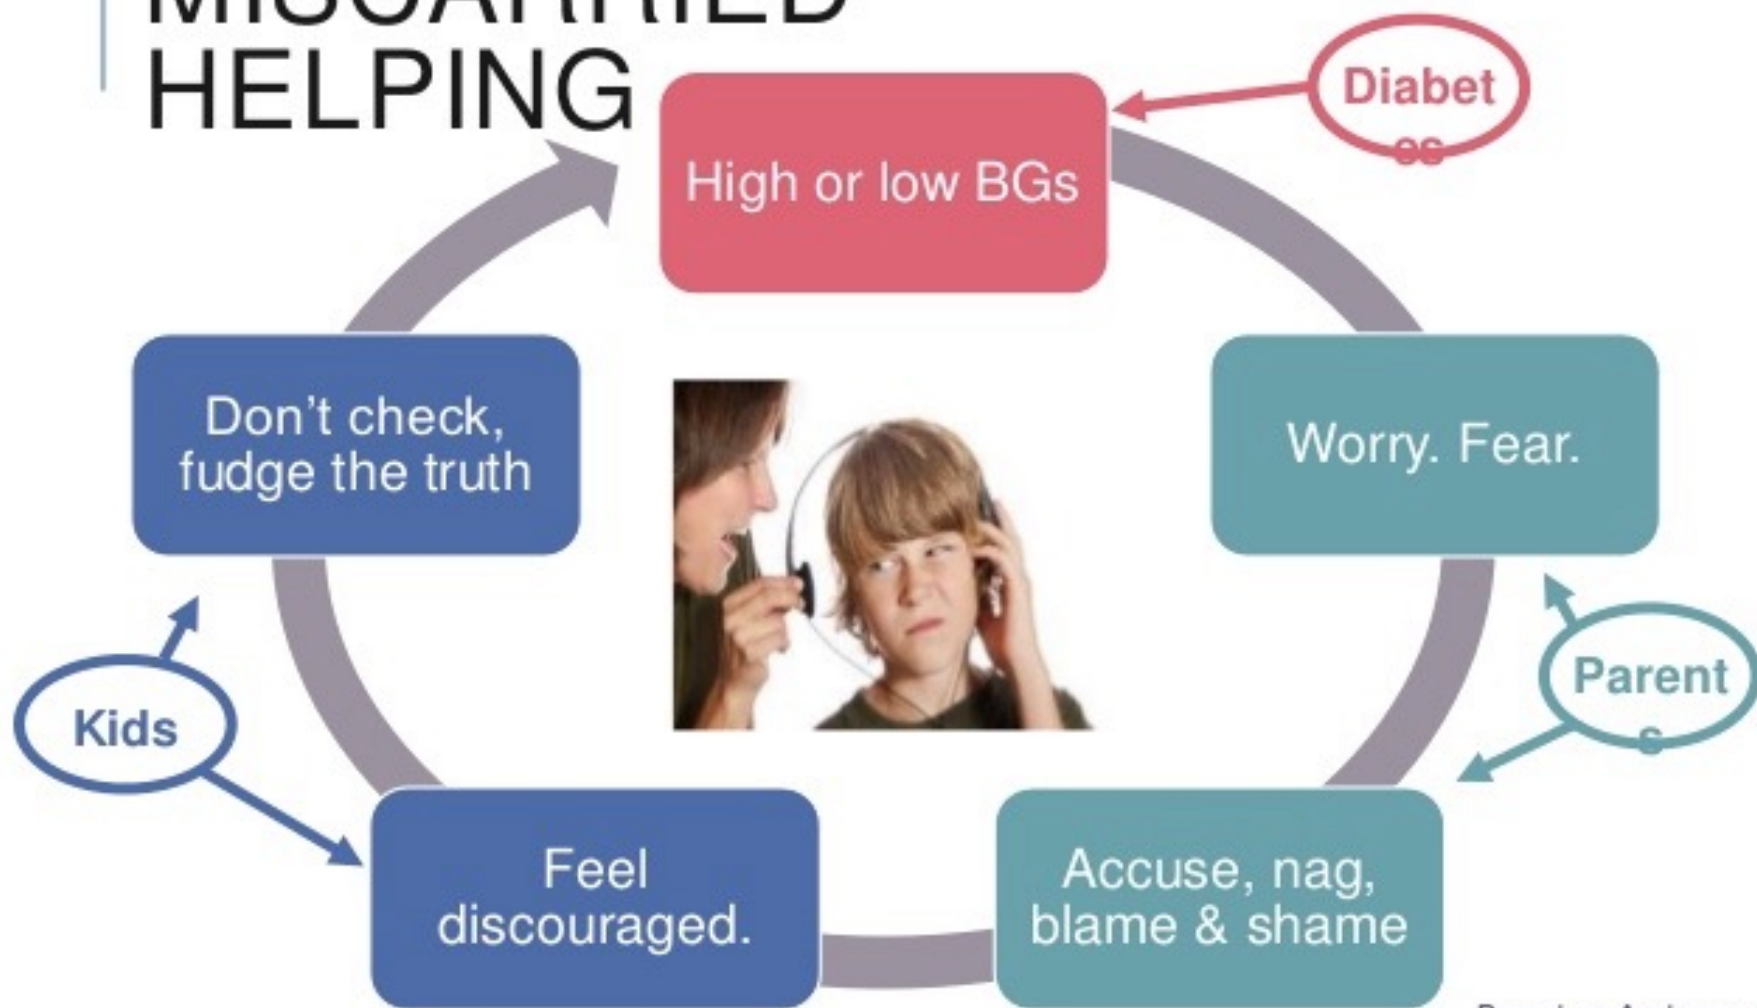 MISCARRIED
HELPING
High or low BGs
Diabet
es
Don't check,
fudge the truth
Worry. Fear.
Kids
Parent
s
Feel
discouraged.
Accuse, nag,
blame & shame